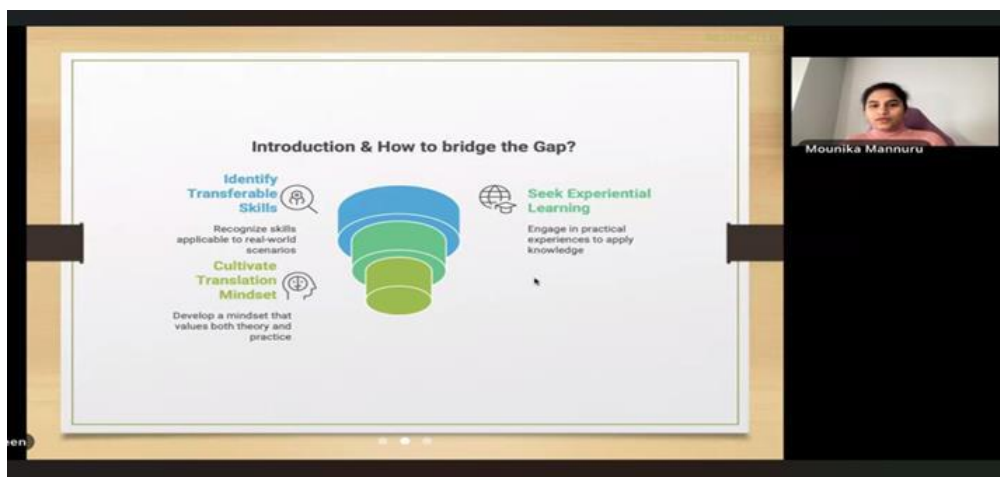 Introduction & How to bridge the Gap?
Identify
Transferable
Skills
Recognize skills
applicable to real-world
scenarios
Cultivate
Translation
Mindset
Develop a mindset that
values both theory and
practice
Seek Experiential
Learning
Engage in practical
experiences to apply
knowledge
Mounika Mannuru
een